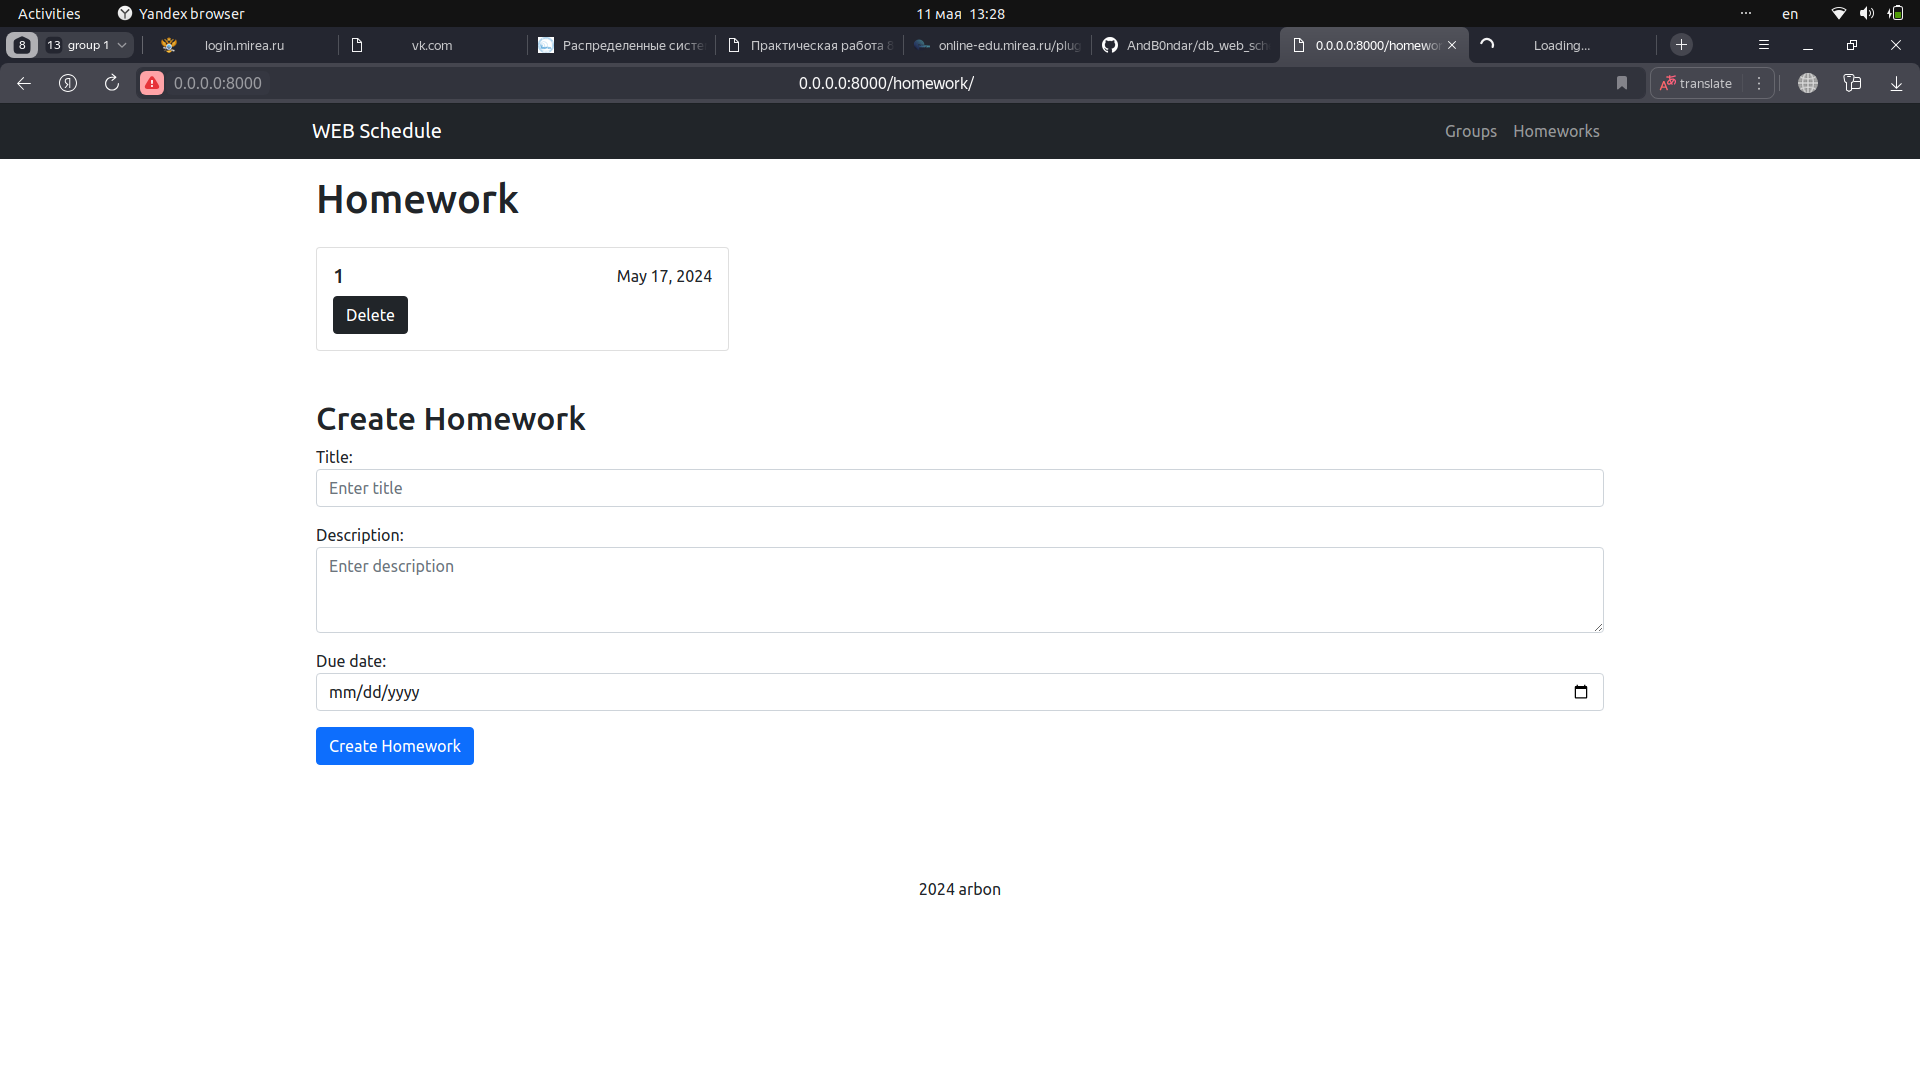 Activities Yandex browser 11 мая 13:28 en
8 13 group 1 login.mirea.ru vk.com Распределенные систе Практическая работа 8 online-edu.mirea.ru/plug AndB0ndar/db_web_sch 0.0.0.0:8000/homewor Loading...
0.0.0.0:8000 0.0.0.0:8000/homework/ translate
WEB Schedule Groups Homeworks
Homework
1 May 17, 2024
Delete
Create Homework
Title:
Enter title
Description:
Enter description
Due date:
mm/dd/yyyy
Create Homework
2024 arbon